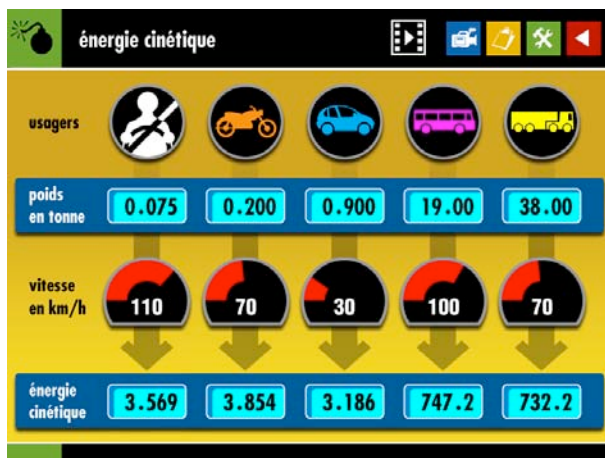 énergie cinétique
usagers
poids
en tonne
0.075 0.200 0.900 19.00 38.00
vitesse
en km/h
110 70 30 100 70
énergie
cinétique
3.569 3.854 3.186 747.2 732.2